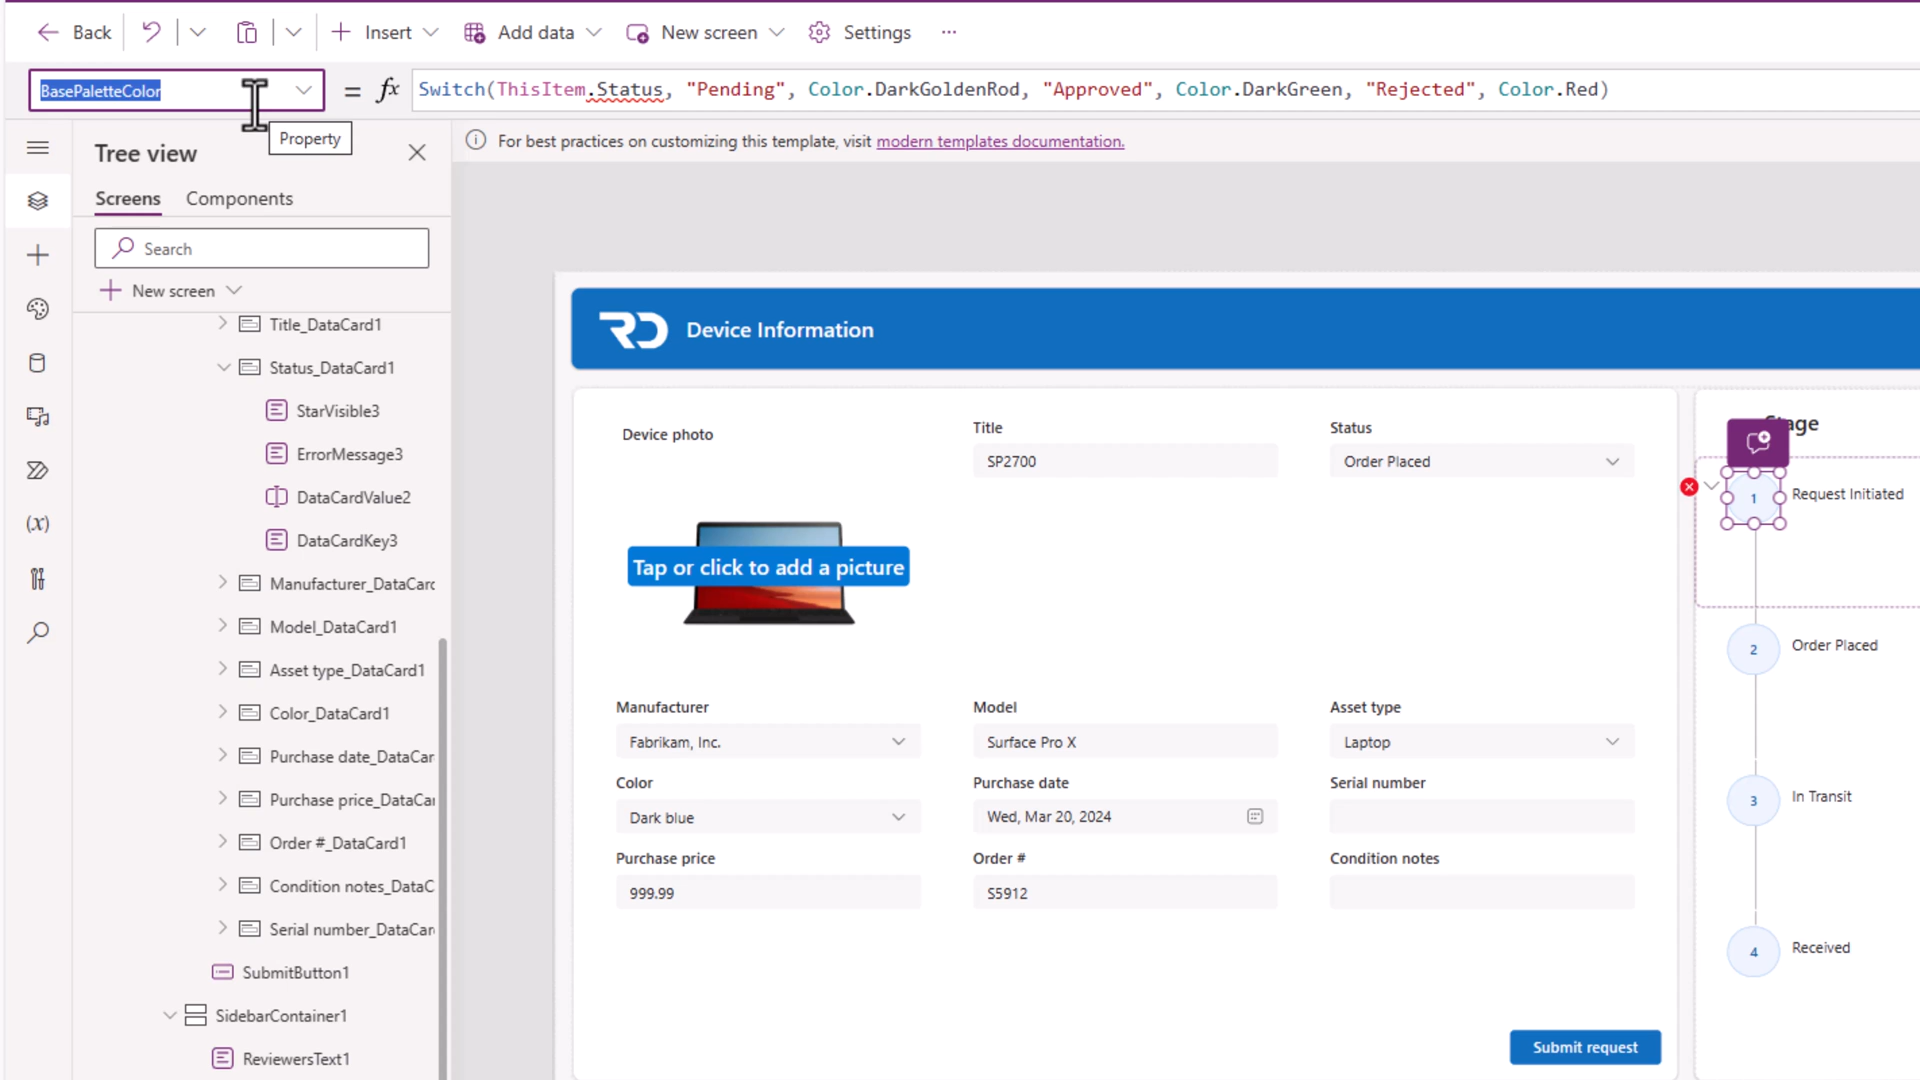 Back
Insert
Add data
New screen
Settings
BasePaletteColor
= fx Switch(ThisItem.Status, "Pending", Color.DarkGoldenRod, "Approved", Color.DarkGreen, "Rejected", Color.Red)
Property
Tree view
For best practices on customizing this template, visit modern templates documentation.
Screens Components
Search
New screen
Title_DataCard1
Status_DataCard1
StarVisible3
ErrorMessage3
DataCardValue2
DataCardKey3
Manufacturer_DataCard
Model_DataCard1
Asset type_DataCard1
Color_DataCard1
Purchase date_DataCar
Purchase price_DataCar
Order #_DataCard1
Condition notes_DataC
Serial number_DataCar
SubmitButton1
SidebarContainer1
ReviewersText1
RD Device Information
Device photo
Tap or click to add a picture
Title
SP2700
Status
Order Placed
Manufacturer
Fabrikam, Inc.
Model
Surface Pro X
Asset type
Laptop
Color
Dark blue
Purchase date
Wed, Mar 20, 2024
Serial number
Purchase price
999.99
Order #
S5912
Condition notes
Submit request
1 Request Initiated
2 Order Placed
3 In Transit
4 Received